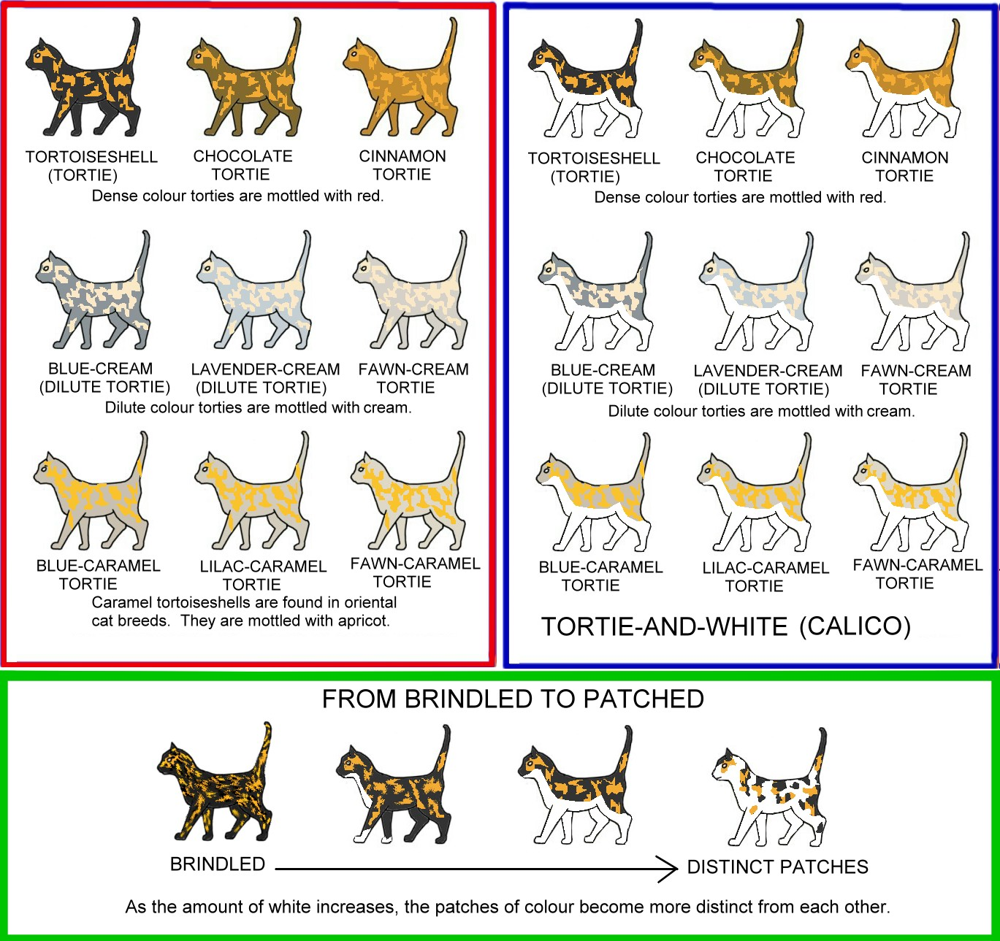 TORTOISESHELL
(TORTIE)
CHOCOLATE
TORTIE
CINNAMON
TORTIE
Dense colour torties are mottled with red.
BLUE-CREAM
(DILUTE TORTIE)
LAVENDER-CREAM
(DILUTE TORTIE)
FAWN-CREAM
TORTIE
Dilute colour torties are mottled with cream.
BLUE-CARAMEL
TORTIE
LILAC-CARAMEL
TORTIE
FAWN-CARAMEL
TORTIE
Caramel tortoiseshells are found in oriental
cat breeds. They are mottled with apricot.
TORTOISESHELL
(TORTIE)
CHOCOLATE
TORTIE
CINNAMON
TORTIE
Dense colour torties are mottled with red.
BLUE-CREAM
(DILUTE TORTIE)
LAVENDER-CREAM
(DILUTE TORTIE)
FAWN-CREAM
TORTIE
Dilute colour torties are mottled with cream.
BLUE-CARAMEL
TORTIE
LILAC-CARAMEL
TORTIE
FAWN-CARAMEL
TORTIE
TORTIE-AND-WHITE (CALICO)
FROM BRINDLED TO PATCHED
BRINDLED
DISTINCT PATCHES
As the amount of white increases, the patches of colour become more distinct from each other.